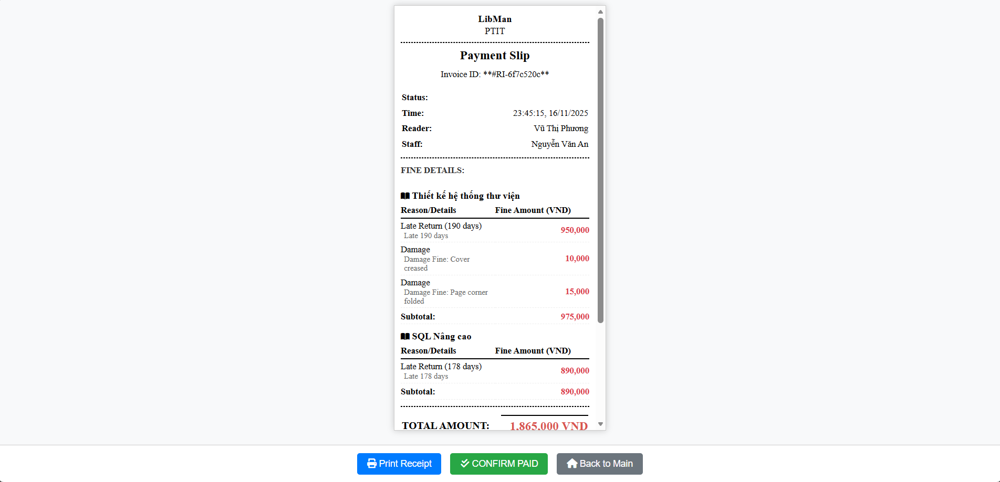 LibMan
PTIT
Payment Slip
Invoice ID: **#RI-6f7c520c**
Status:
Time: 23:45:15, 16/11/2025
Reader: Vũ Thị Phương
Staff: Nguyễn Văn An
FINE DETAILS:
Thiết kế hệ thống thư viện
Reason/Details Fine Amount (VND)
Late Return (190 days) 950,000
Late 190 days
Damage 10,000
Damage Fine: Cover
creased
Damage 15,000
Damage Fine: Page corner
folded
Subtotal: 975,000
SQL Nâng cao
Reason/Details Fine Amount (VND)
Late Return (178 days) 890,000
Late 178 days
Subtotal: 890,000
TOTAL AMOUNT: 1,865,000 VND
Print Receipt CONFIRM PAID Back to Main